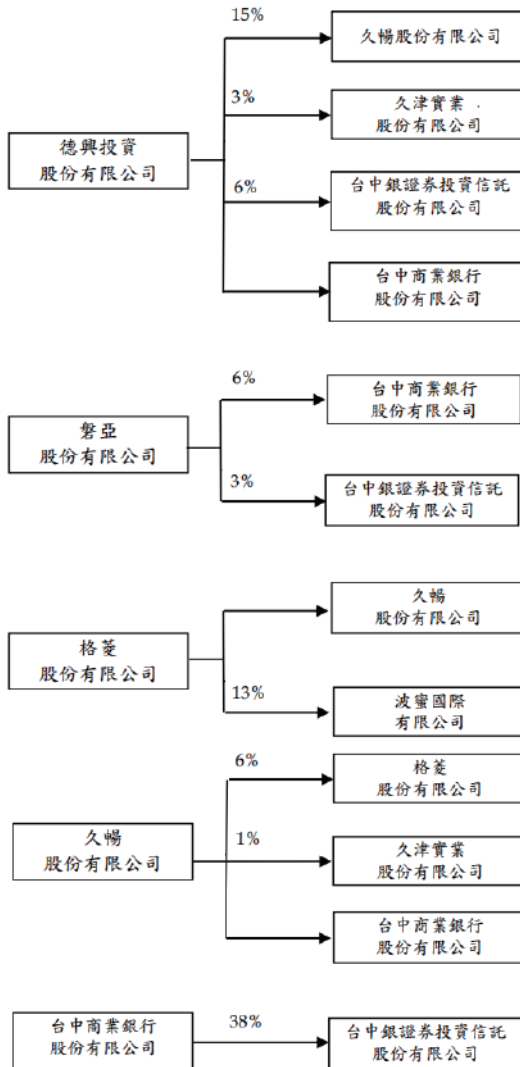 15%
久暢股份有限公司
3%
久津實業
股份有限公司
德興投資
股份有限公司
6%
台中銀證券投資信託
股份有限公司
台中商業銀行
股份有限公司
6%
台中商業銀行
股份有限公司
磐亞
股份有限公司
3%
台中銀證券投資信託
股份有限公司
久暢
股份有限公司
格菱
股份有限公司
13%
波蜜國際
有限公司
6%
格菱
股份有限公司
久暢
股份有限公司
1%
久津實業
股份有限公司
台中商業銀行
股份有限公司
台中商業銀行
股份有限公司
38%
台中銀證券投資信託
股份有限公司